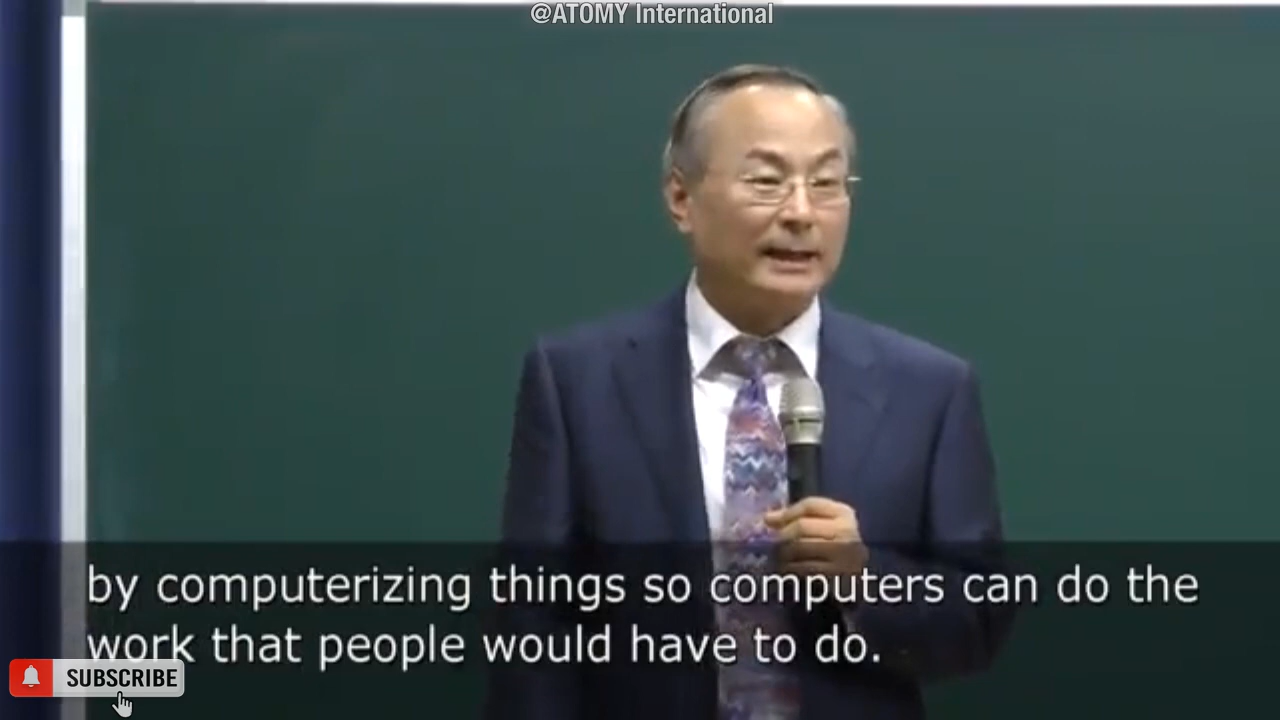 @ATOMY International
by computerizing things so computers can do the
work that people would have to do.
SUBSCRIBE